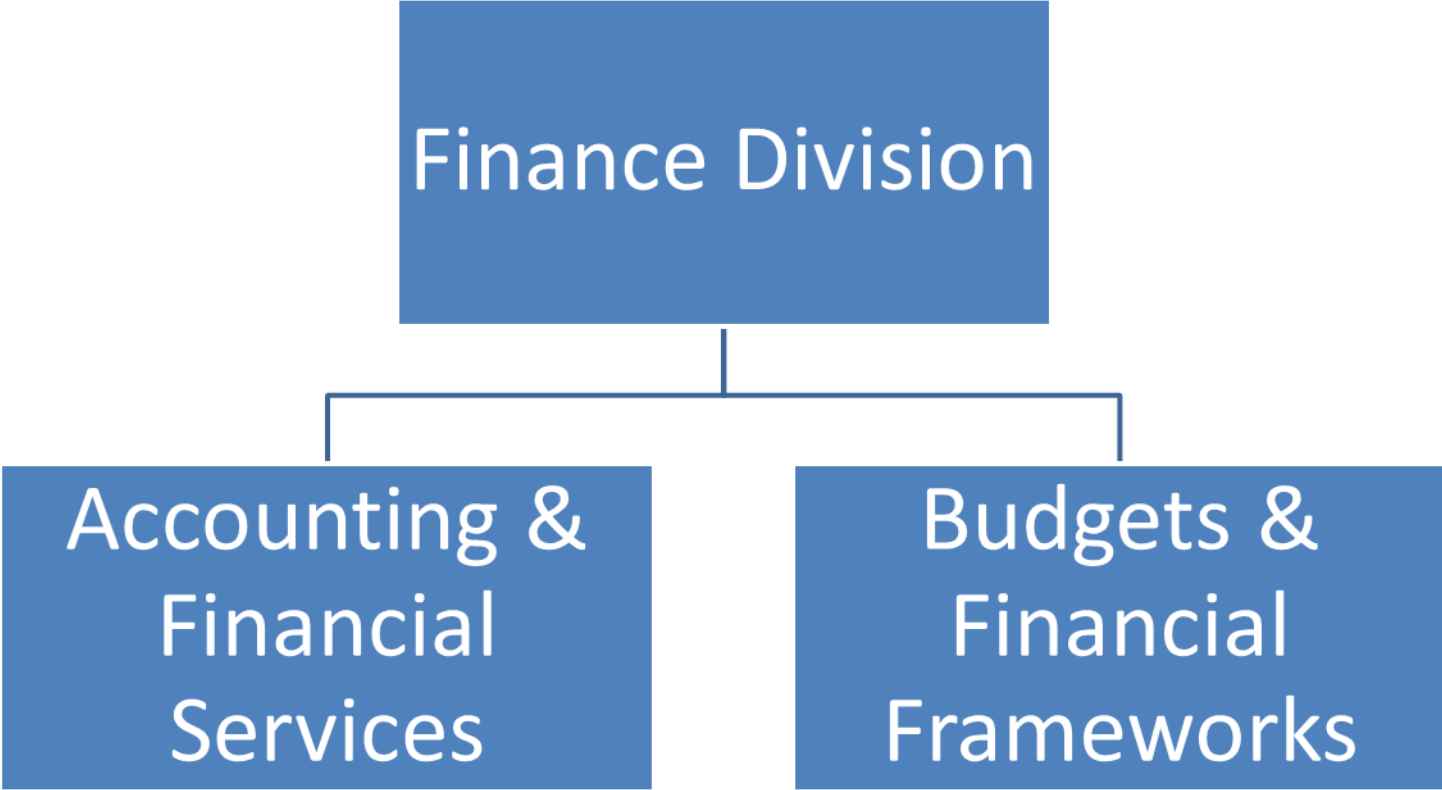 Finance Division
Accounting &
Financial
Services
Budgets &
Financial
Frameworks